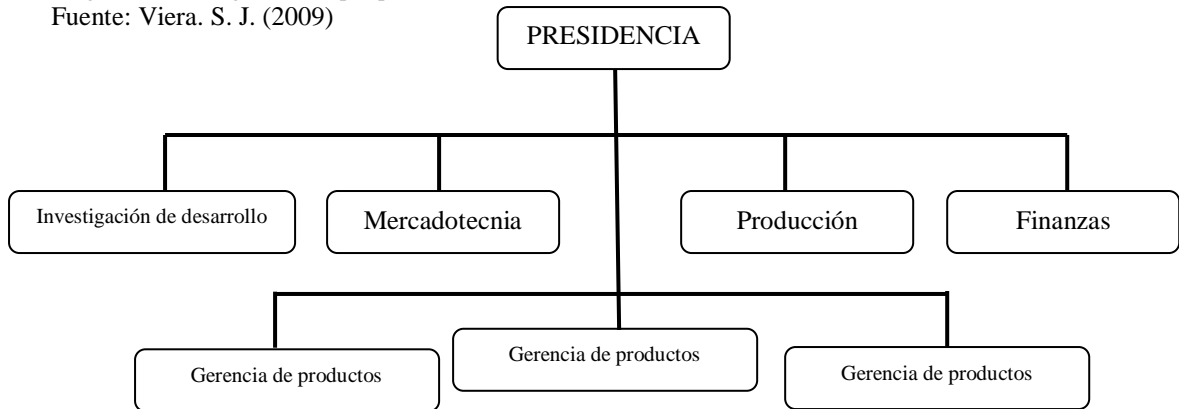 Fuente: Viera. S. J. (2009)
PRESIDENCIA
Investigación de desarrollo
Mercadotecnia
Producción
Finanzas
Gerencia de productos
Gerencia de productos
Gerencia de productos